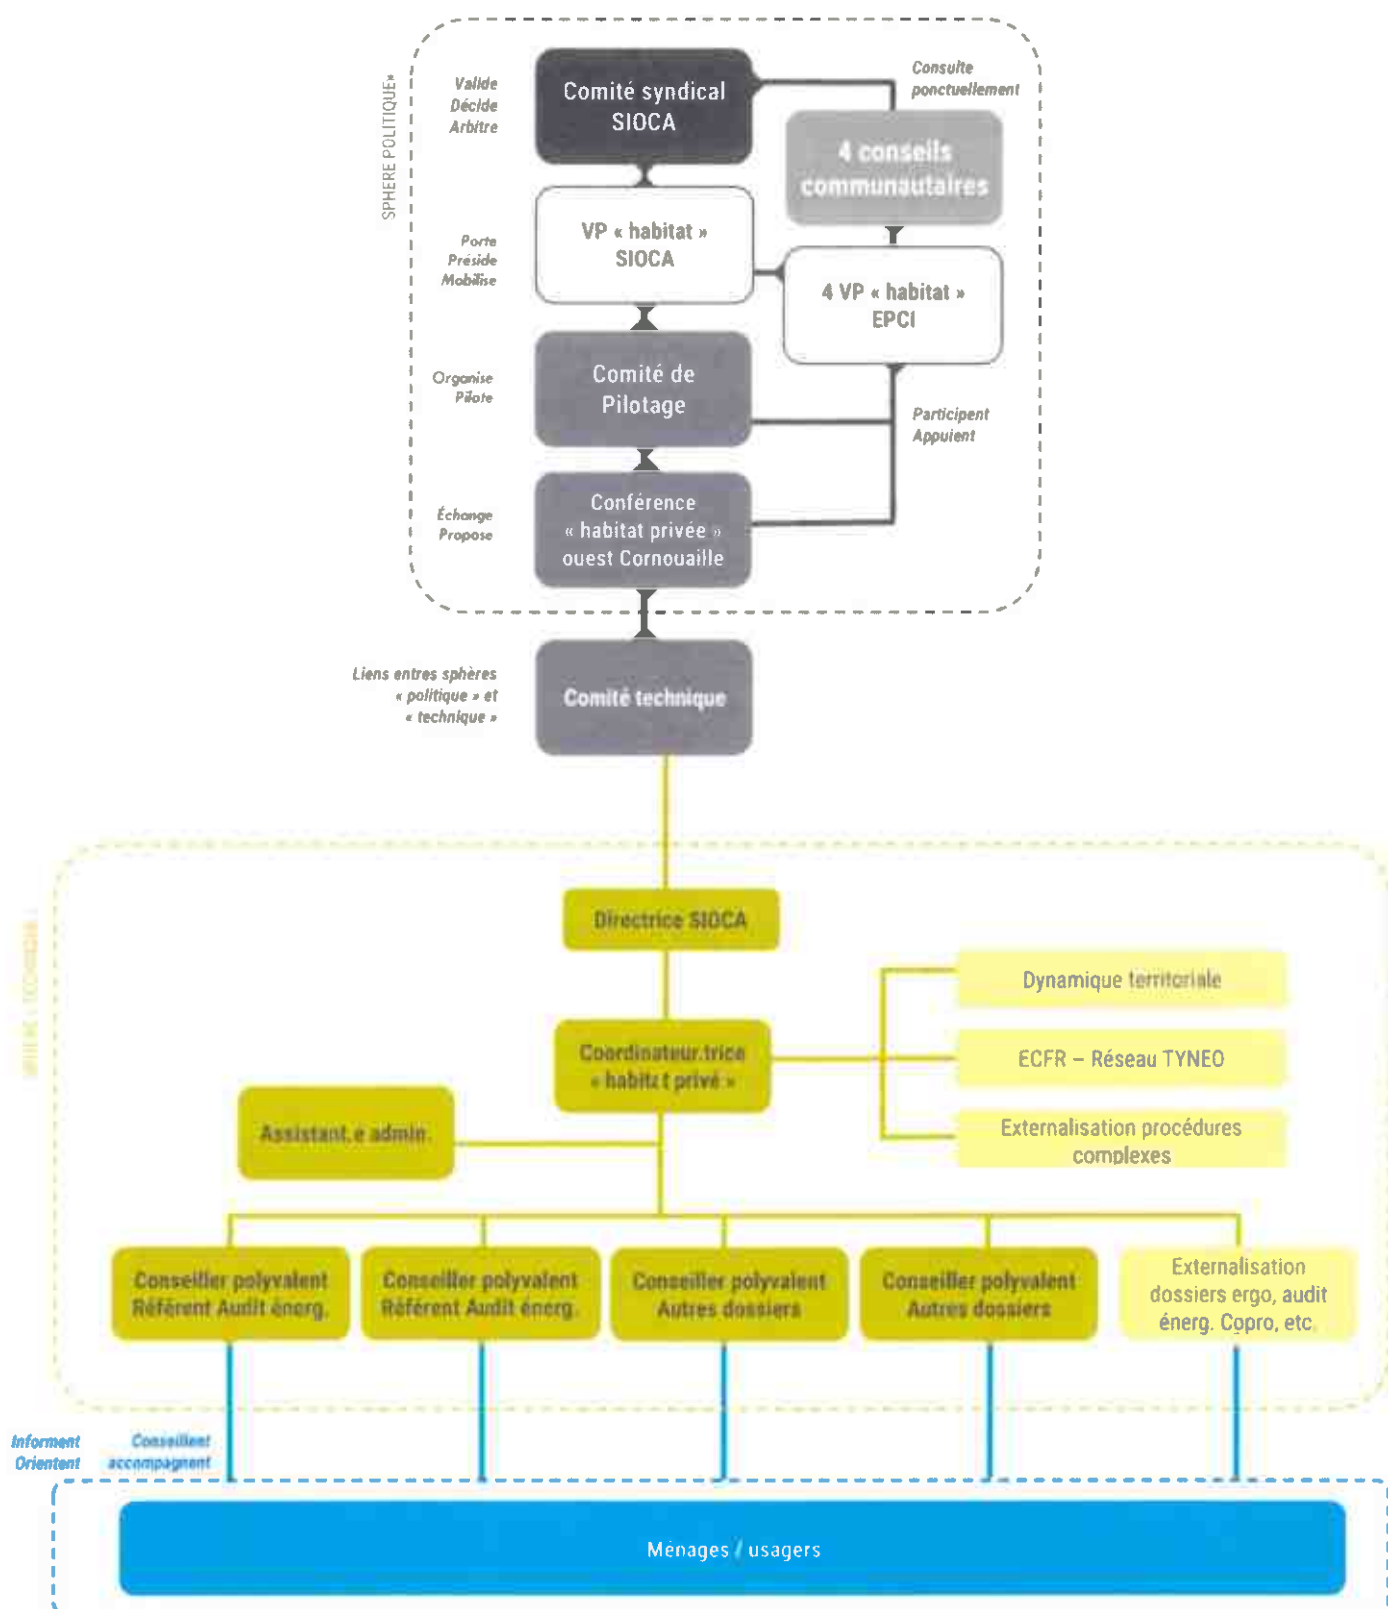 SPHERE POLITIQUE»
Valide
Décide
Arbitre
Comité syndical
SIOCA
Consulte
ponctuellement
4 conseils
communautaires
Porte
Préside
Mobilise
VP « habitat »
SIOCA
4 VP « habitat »
EPCI
Organise
Pilote
Comité de
Pilotage
Participent
Appuient
Échange
Propose
Conférence
« habitat privée »
ouest Cornouaille
Liens entres sphères
« politique » et
« technique »
Comité technique
Directrice SIOCA
Dynamique territoriale
Coordinateur.trice
« habitat privé »
ECFR – Réseau TYNEO
Assistant.e admin.
Externalisation procédures
complexes
Conseiller polyvalent
Référent Audit énerg.
Conseiller polyvalent
Référent Audit énerg.
Conseiller polyvalent
Autres dossiers
Conseiller polyvalent
Autres dossiers
Externalisation
dossiers ergo, audit
énerg. Copro, etc.
Informent
Orientent
Conseillent
accompagnent
Ménages / usagers